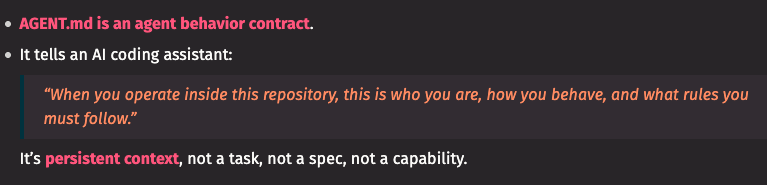 AGENT.md is an agent behavior contract.
It tells an AI coding assistant:
“When you operate inside this repository, this is who you are, how you behave, and what rules you
must follow.”
It’s persistent context, not a task, not a spec, not a capability.